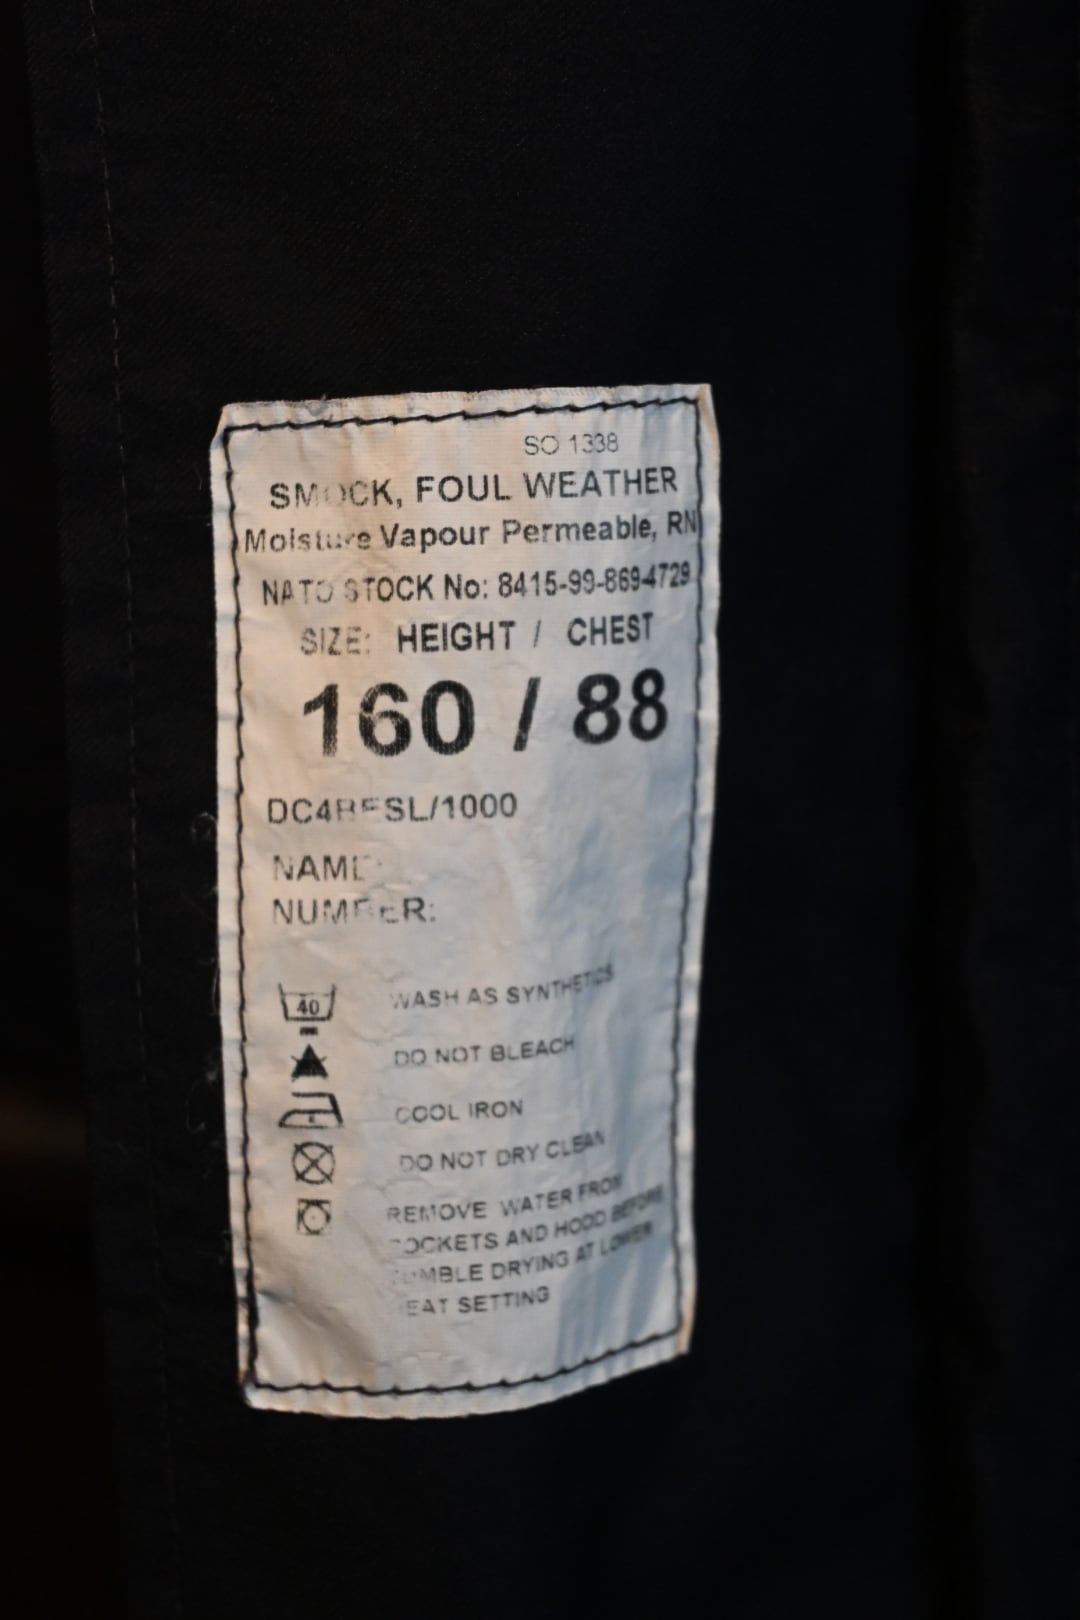 SO 1338
SMOCK, FOUL WEATHER
Moisture Vapour Permeable, RN
NATO STOCK No: 8415-99-869-4729
SIZE: HEIGHT / CHEST
160 / 88
NAME
NUMBER:
40
WASH AS SYNTHETICS
DO NOT BLEACH
COOL IRON
DO NOT DRY CLEAN
REMOVE WATER FROM
POCKETS AND HOOD BEFORE
TUMBLE DRYING AT LOWER
HEAT SETTING